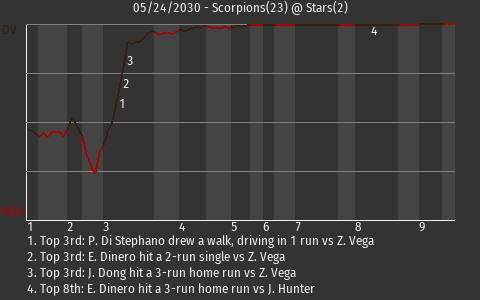 05/24/2030 - Scorpions(23) @ Stars(2)
DV
3
2
1
4
1 2 3 4 5 6 7 8 9
1. Top 3rd: P. Di Stephano drew a walk, driving in 1 run vs Z. Vega
2. Top 3rd: E. Dinero hit a 2-run single vs Z. Vega
3. Top 3rd: J. Dong hit a 3-run home run vs Z. Vega
4. Top 8th: E. Dinero hit a 3-run home run vs J. Hunter